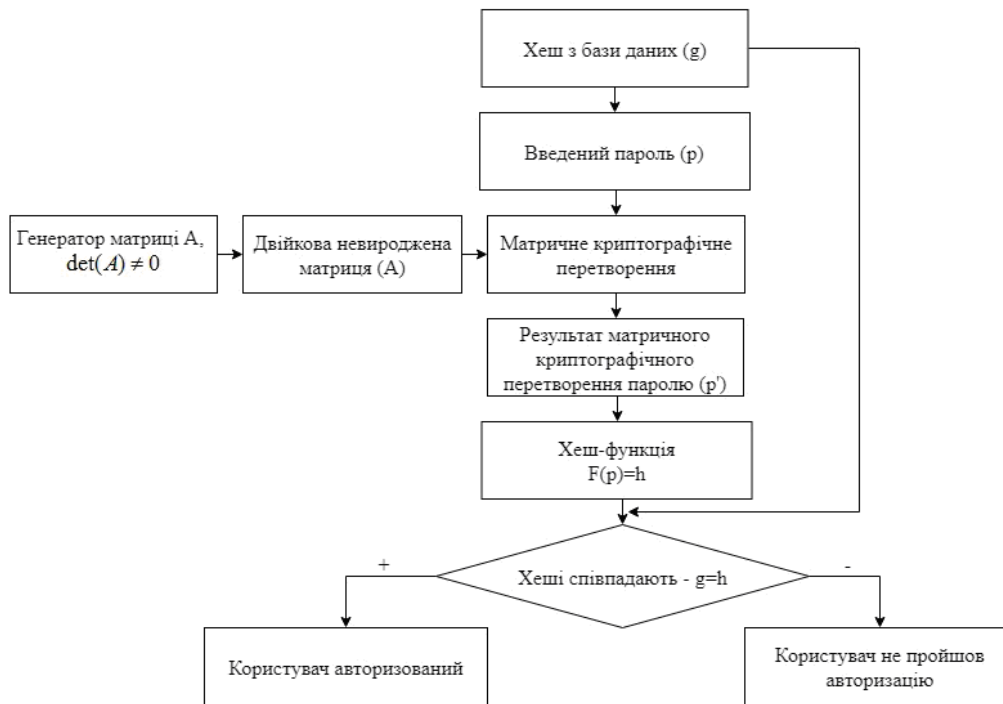 Хеш з бази даних (g)
Введений пароль (p)
Генератор матриці А,
det(A) ≠ 0
Двійкова невироджена
матриця (А)
Матричне криптографічне
перетворення
Результат матричного
криптографічного
перетворення паролю (p')
Хеш-функція
F(p)=h
+
Хеші співпадають - g=h
-
Користувач авторизований
Користувач не пройшов
авторизацію